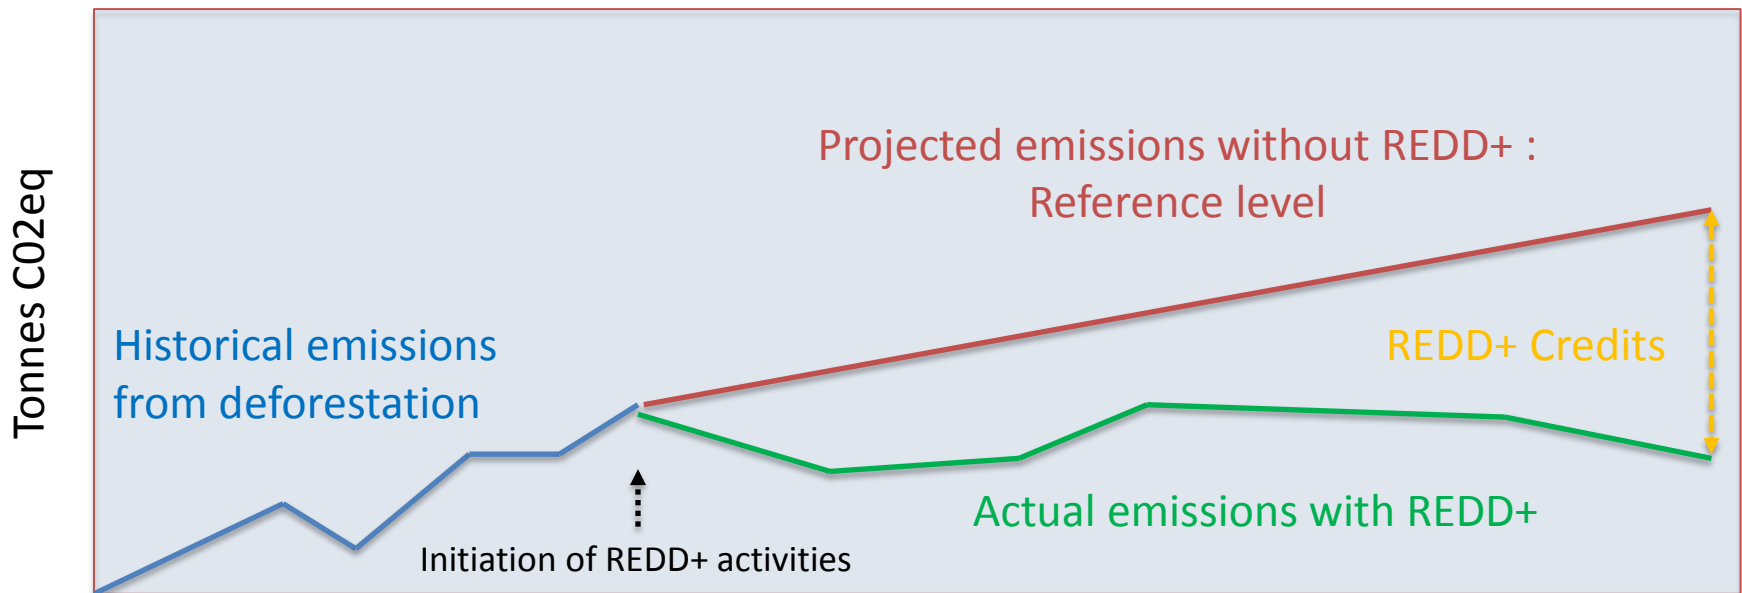 Tonnes C02eq
Projected emissions without REDD+ :
Reference level
Historical emissions
from deforestation
REDD+ Credits
Actual emissions with REDD+
Initiation of REDD+ activities